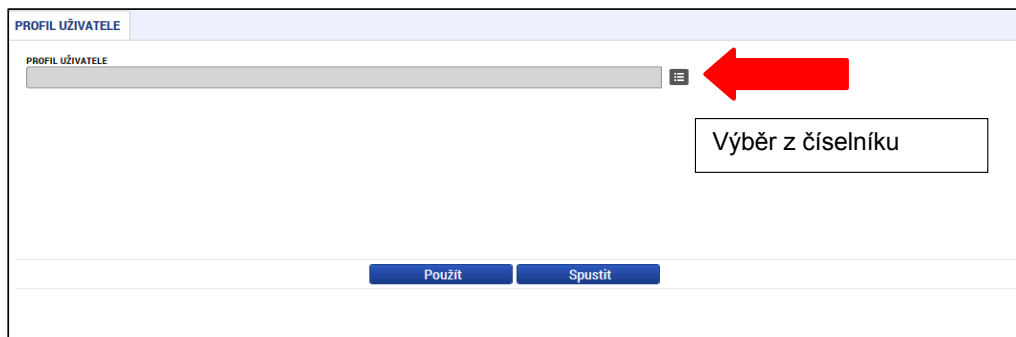 PROFIL UŽIVATELE
PROFIL UŽIVATELE
Výběr z číselníku
Použít
Spustit